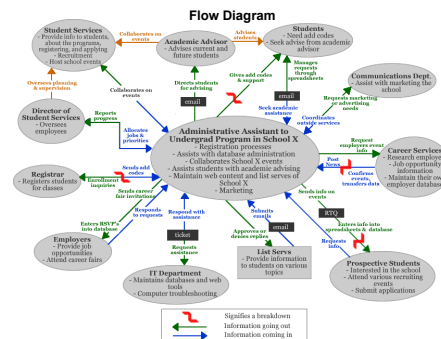 Flow Diagram
Student Services
- Provide info to students,
about the programs,
registering, and applying
- Recruitment
- Host school events
Collaborates on
events
Academic Advisor
- Advises current and
future students
Advises
students
Students
- Need add codes
- Seek advise from academic
advisor
Oversees planning
& supervision
Collaborates on
events
Directs students
for advising
email
Gives add codes
& support
Manages
requests
through
spreadsheets
email
Seek academic
assistance
Communications Dept.
- Assist with marketing
the school
Requests marketing or
advertising needs
Coordinates
outside services
Director of
Student Services
- Oversees
employees
Reports
progress
Allocates
jobs &
priorities
Administrative Assistant to
Undergrad Program in School X
- Registration processes
- Assists with database administration
- Collaborates School X events
- Assists students with academic advising
- Maintain web content and list serves of
School X
- Marketing
Request
employers event
info
Post
News
Confirms
events,
transfers data
Career Services
- Research employers
- Job opportunity
information
- Maintain their own
employer database
Registrar
- Registers students
for classes
Sends add
codes
Enrollment
inquiries
Sends career
fair invitations
Responds
to requests
Enters RSVP's
into database
Employers
- Provide job
opportunities
- Attend career fairs
Respond with
assistance
ticket
Requests
assistance
IT Department
- Maintains databases and web
tools
- Computer troubleshooting
Submits
emails
email
Approves or
denies replies
List Servs
- Provide information
to students on various
topics
Sends info on
events
RTQ
Requests
info
Enters info into
spreadsheets & database
Prospective Students
- Interested in the school
- Attend various recruiting
events
- Submit applications
Signifies a breakdown
Information going out
Information coming in